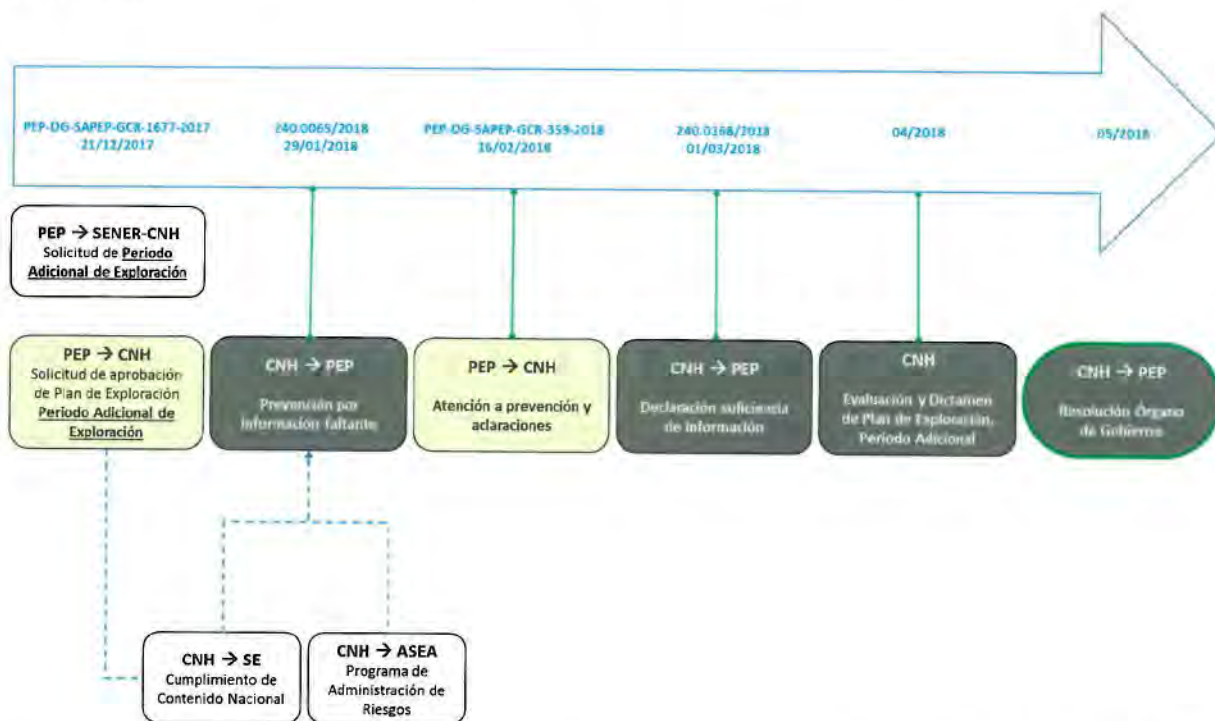 PEP-DG-SAPEP-GCR-1677-2017
21/12/2017
240.0065/2018
29/01/2018
PEP-DG-SAPEP-GCR-359-2018
16/02/2018
240.0168/2018
01/03/2018
04/2018
05/2018
PEP → SENER-CNH
Solicitud de Periodo
Adicional de Exploración
PEP → CNH
Solicitud de aprobación
de Plan de Exploración
Periodo Adicional de
Exploración
CNH → PEP
Prevención por
información faltante
PEP → CNH
Atención a prevención y
aclaraciones
CNH → PEP
Declaración suficiencia
de información
CNH
Evaluación y Dictamen
de Plan de Exploración,
Periodo Adicional
CNH → PEP
Resolución Órgano
de Gobierno
CNH → SE
Cumplimiento de
Contenido Nacional
CNH → ASEA
Programa de
Administración de
Riesgos